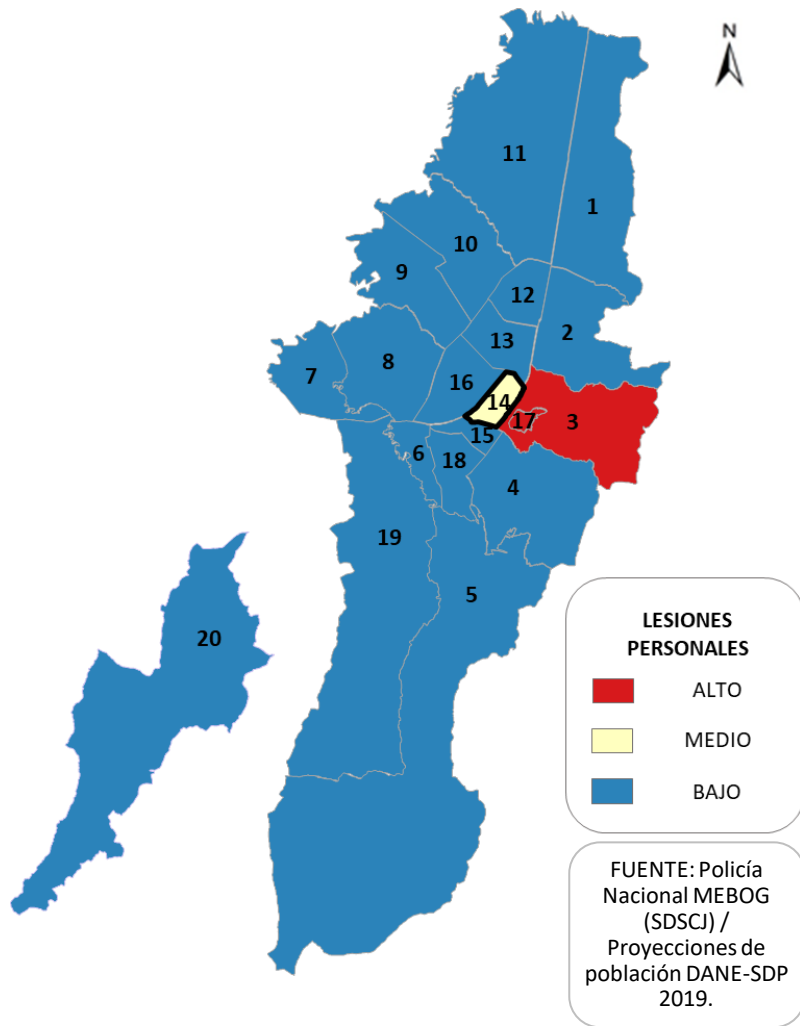 N
11
1
10
9
12
2
13
8
7
16
14
17
3
15
6
18
4
19
5
20
LESIONES
PERSONALES
ALTO
MEDIO
BAJO
FUENTE: Policía
Nacional MEBOG
(SDSCJ) /
Proyecciones de
población DANE-SDP
2019.